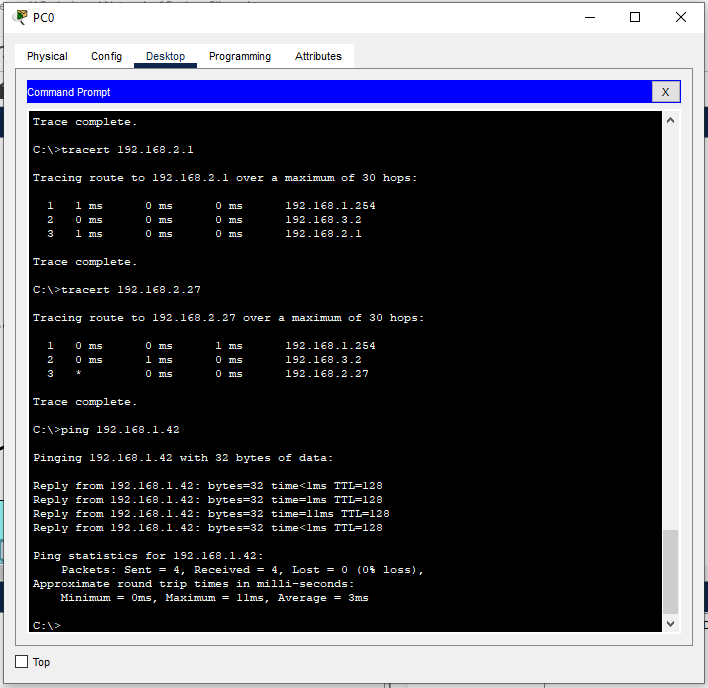 PC0
Physical Config Desktop Programming Attributes
Command Prompt X
Trace complete.
C:\>tracert 192.168.2.1
Tracing route to 192.168.2.1 over a maximum of 30 hops:
1 1 ms 0 ms 0 ms 192.168.1.254
2 0 ms 0 ms 0 ms 192.168.3.2
3 1 ms 0 ms 0 ms 192.168.2.1
Trace complete.
C:\>tracert 192.168.2.27
Tracing route to 192.168.2.27 over a maximum of 30 hops:
1 0 ms 0 ms 1 ms 192.168.1.254
2 0 ms 1 ms 0 ms 192.168.3.2
3 * 0 ms 0 ms 192.168.2.27
Trace complete.
C:\>ping 192.168.1.42
Pinging 192.168.1.42 with 32 bytes of data:
Reply from 192.168.1.42: bytes=32 time<1ms TTL=128
Reply from 192.168.1.42: bytes=32 time=1ms TTL=128
Reply from 192.168.1.42: bytes=32 time=11ms TTL=128
Reply from 192.168.1.42: bytes=32 time<1ms TTL=128
Ping statistics for 192.168.1.42:
Packets: Sent = 4, Received = 4, Lost = 0 (0% loss),
Approximate round trip times in milli-seconds:
Minimum = 0ms, Maximum = 11ms, Average = 3ms
C:\>
Top